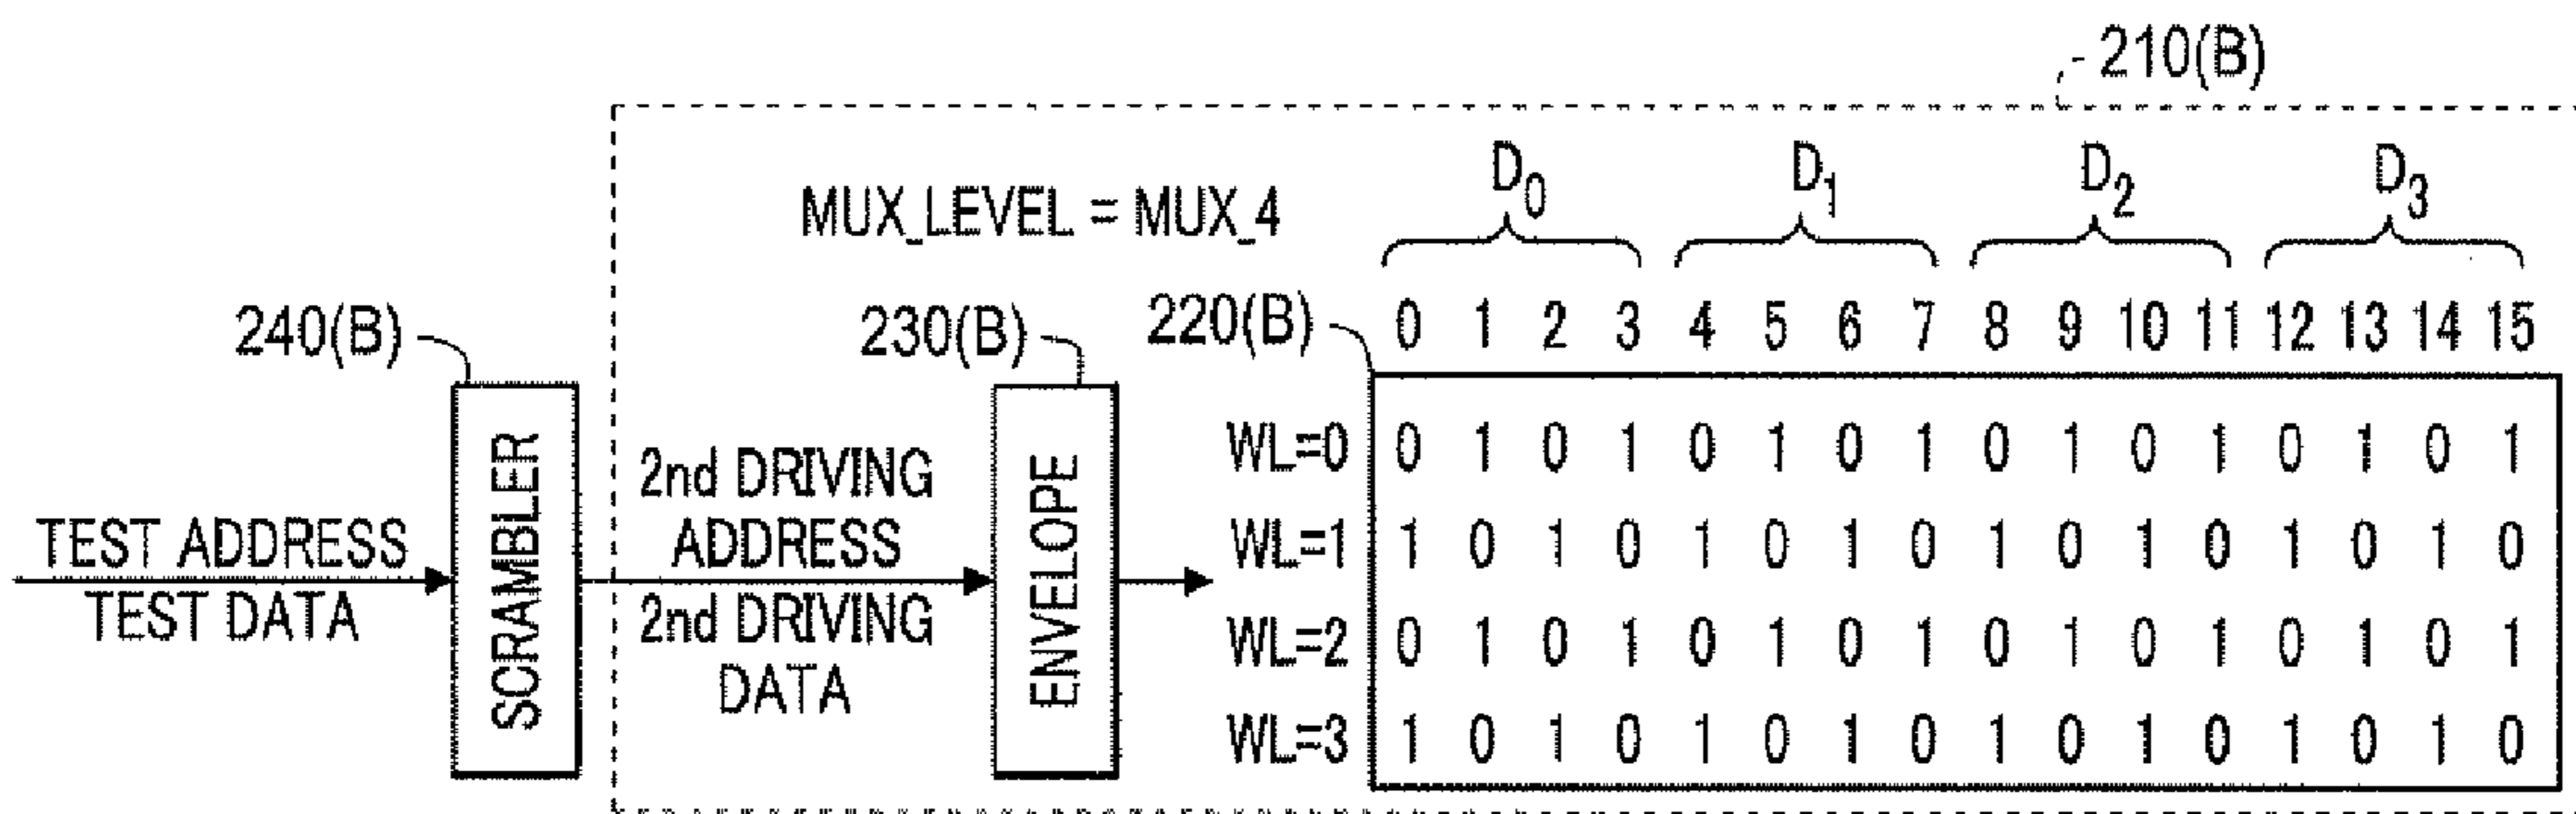 210(B)
MUX_LEVEL = MUX_4
D0 D1 D2 D3
240(B) 230(B) 220(B)
0 1 2 3 4 5 6 7 8 9 10 11 12 13 14 15
SCRAMBLER
ENVELOPE
TEST ADDRESS
TEST DATA
2nd DRIVING
ADDRESS
2nd DRIVING
DATA
WL=0 0 1 0 1 0 1 0 1 0 1 0 1 0 1 0 1
WL=1 1 0 1 0 1 0 1 0 1 0 1 0 1 0 1 0
WL=2 0 1 0 1 0 1 0 1 0 1 0 1 0 1 0 1
WL=3 1 0 1 0 1 0 1 0 1 0 1 0 1 0 1 0